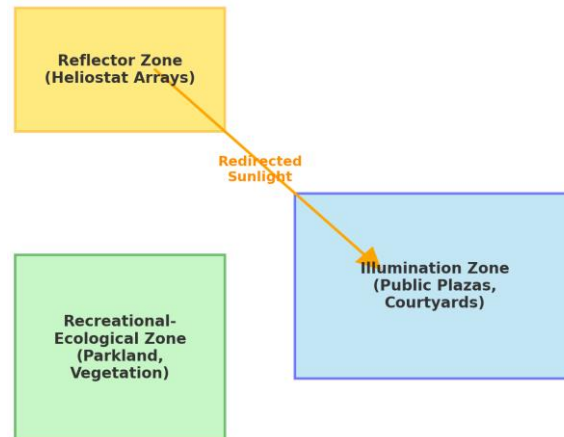 Reflector Zone
(Heliostat Arrays)
Redirected
Sunlight
Illumination Zone
(Public Plazas,
Courtyards)
Recreational-
Ecological Zone
(Parkland,
Vegetation)